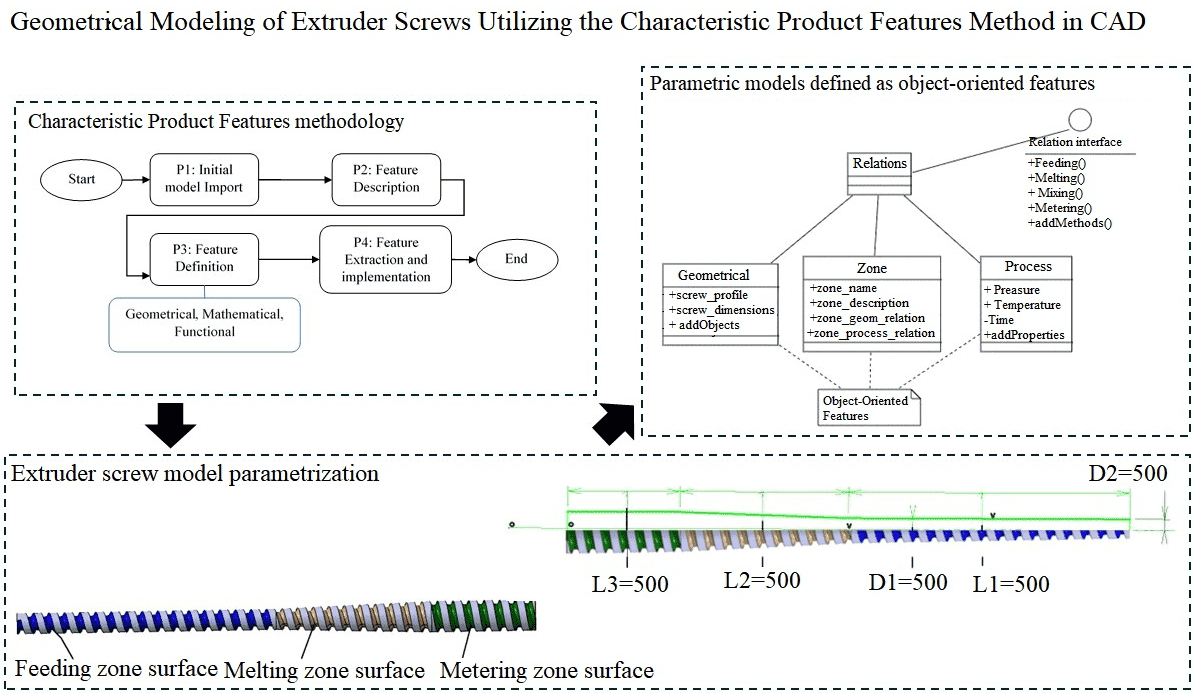 Geometrical Modeling of Extruder Screws Utilizing the Characteristic Product Features Method in CAD
Characteristic Product Features methodology
Start
P1: Initial
model Import
P2: Feature
Description
P3: Feature
Definition
P4: Feature
Extraction and
implementation
End
Geometrical, Mathematical,
Functional
Parametric models defined as object-oriented features
Relations
Relation interface
+Feeding()
+Melting()
+ Mixing()
+Metering()
+addMethods()
Geometrical
+screw_profile
+screw_dimensions
+ addObjects
Zone
+zone_name
+zone_description
+zone_geom_relation
+zone_process_relation
Process
+ Preasure
+ Temperature
-Time
+addProperties
Object-Oriented
Features
Extruder screw model parametrization
D2=500
L3=500
L2=500
D1=500
L1=500
Feeding zone surface
Melting zone surface
Metering zone surface